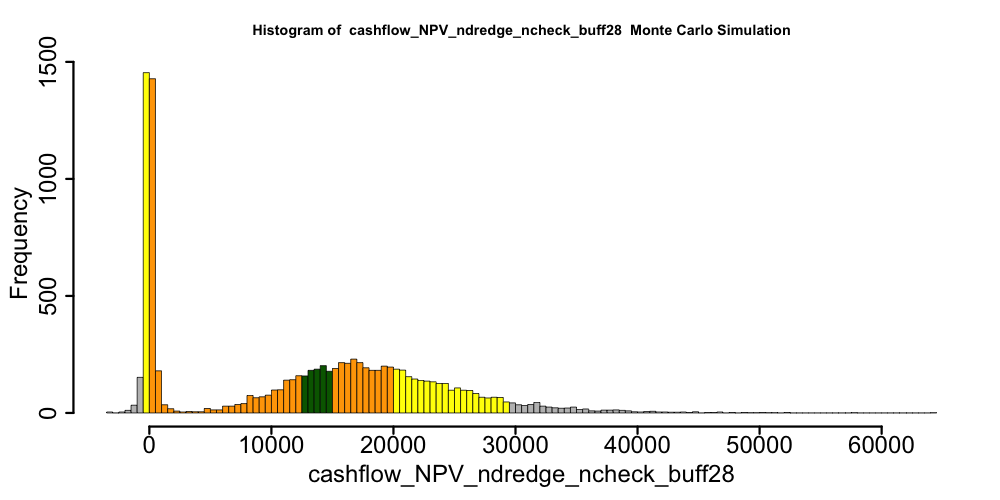 Histogram of  cashflow_NPV_ndredge_ncheck_buff28  Monte Carlo Simulation
Frequency
1500
1000
500
0
0 10000 20000 30000 40000 50000 60000
cashflow_NPV_ndredge_ncheck_buff28